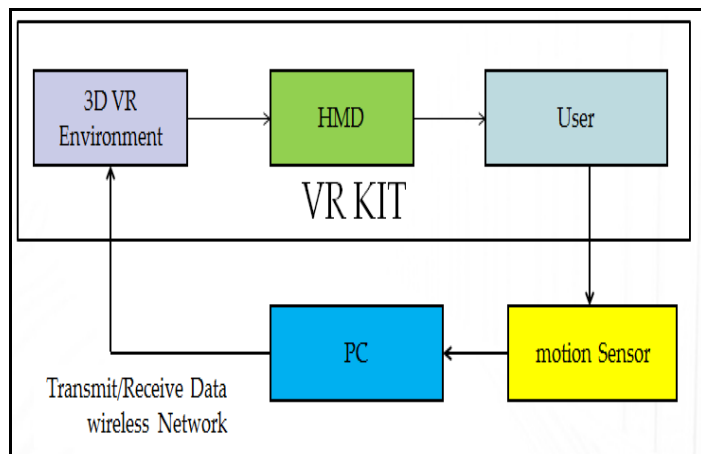 3D VR
Environment
HMD
User
VR KIT
PC
motion Sensor
Transmit/Receive Data
wireless Network